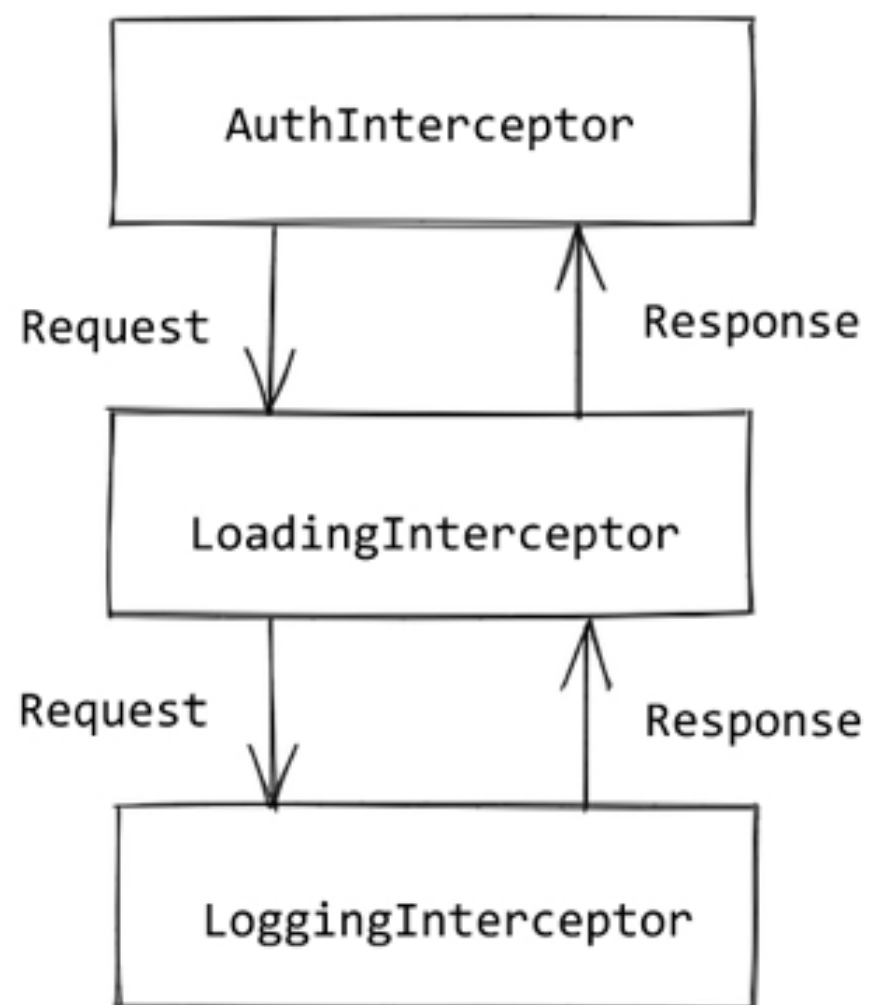 AuthInterceptor
Request
Response
LoadingInterceptor
Request
Response
LoggingInterceptor